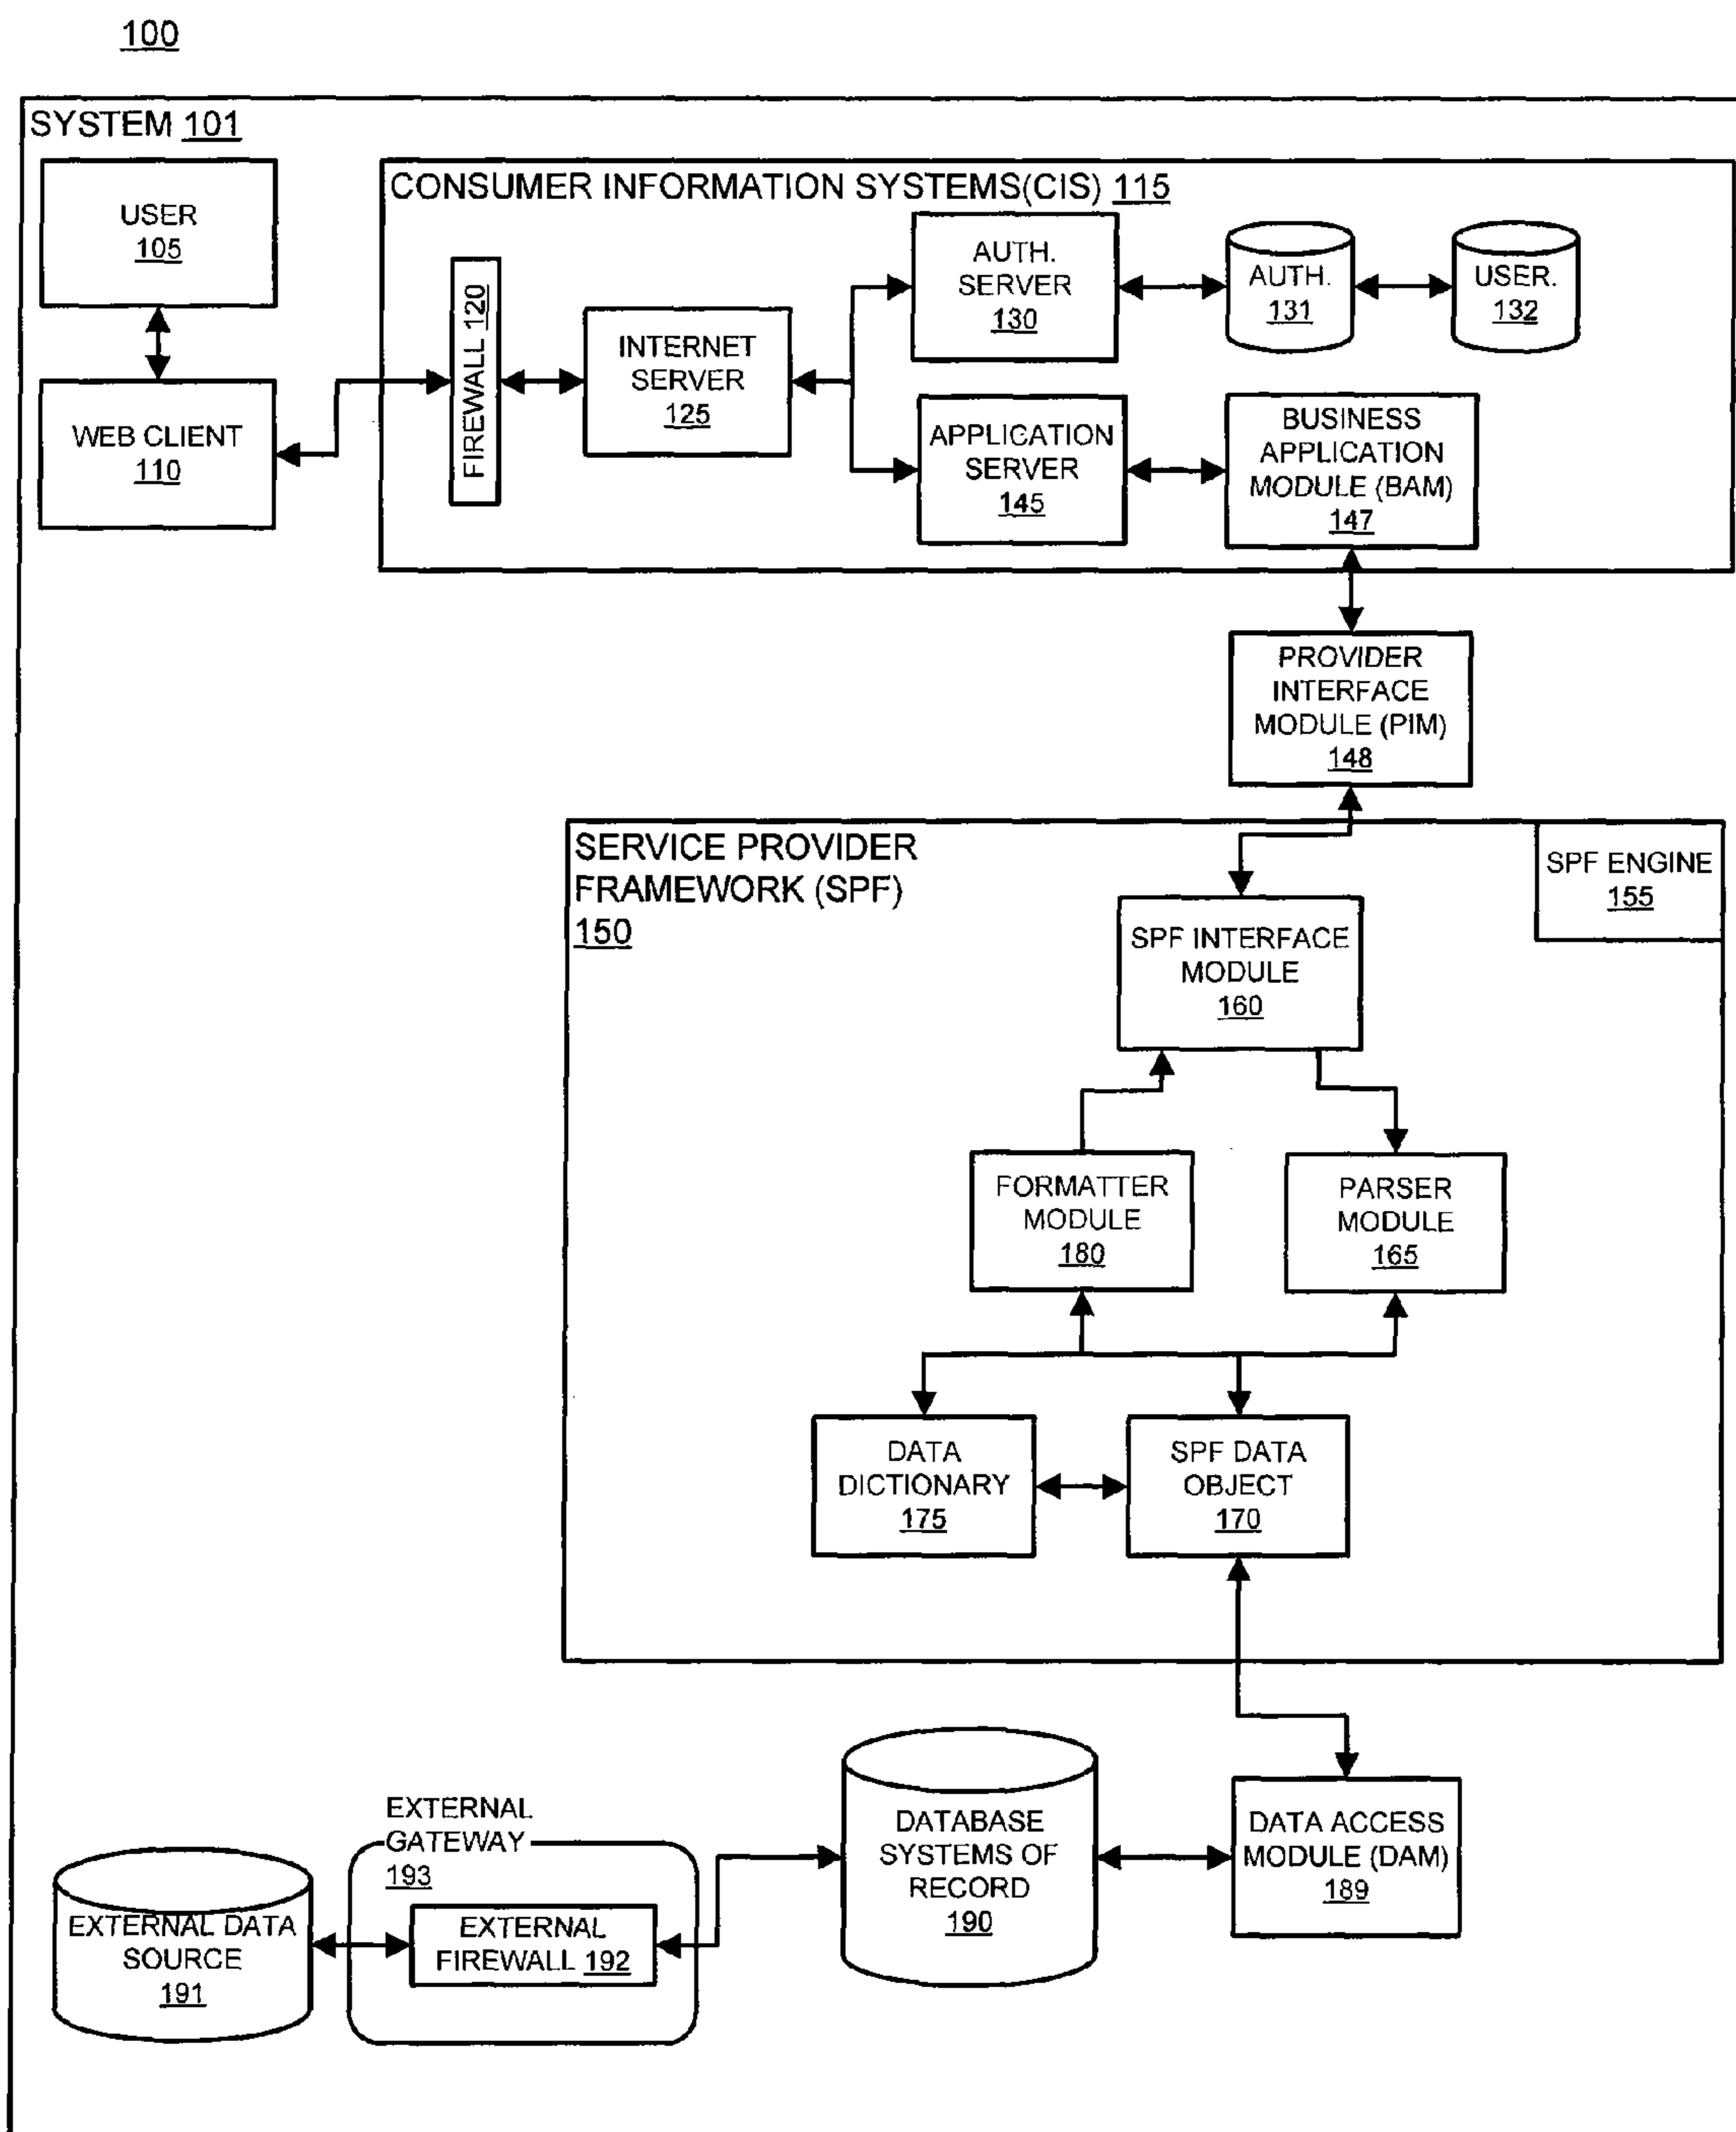 100
SYSTEM 101
USER
105
WEB CLIENT
110
CONSUMER INFORMATION SYSTEMS(CIS) 115
FIREWALL 120
INTERNET
SERVER
125
AUTH.
SERVER
130
AUTH.
131
USER.
132
APPLICATION
SERVER
145
BUSINESS
APPLICATION
MODULE (BAM)
147
PROVIDER
INTERFACE
MODULE (PIM)
148
SERVICE PROVIDER
FRAMEWORK (SPF)
150
SPF ENGINE
155
SPF INTERFACE
MODULE
160
FORMATTER
MODULE
180
PARSER
MODULE
165
DATA
DICTIONARY
175
SPF DATA
OBJECT
170
EXTERNAL DATA
SOURCE
191
EXTERNAL
GATEWAY
193
EXTERNAL
FIREWALL 192
DATABASE
SYSTEMS OF
RECORD
190
DATA ACCESS
MODULE (DAM)
189